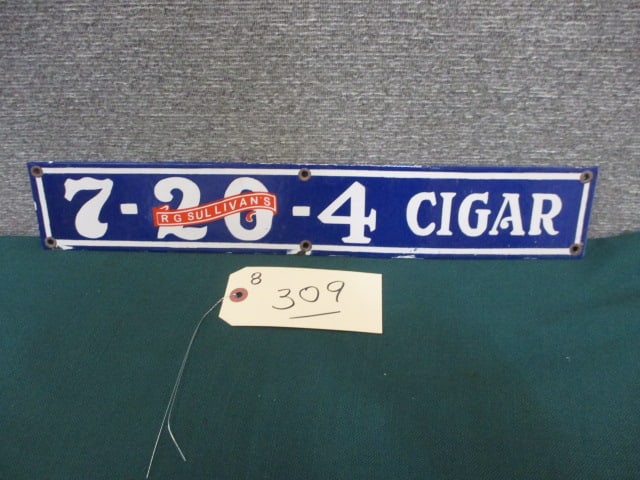 7-20-4 CIGAR
R G SULLIVAN'S
8
309